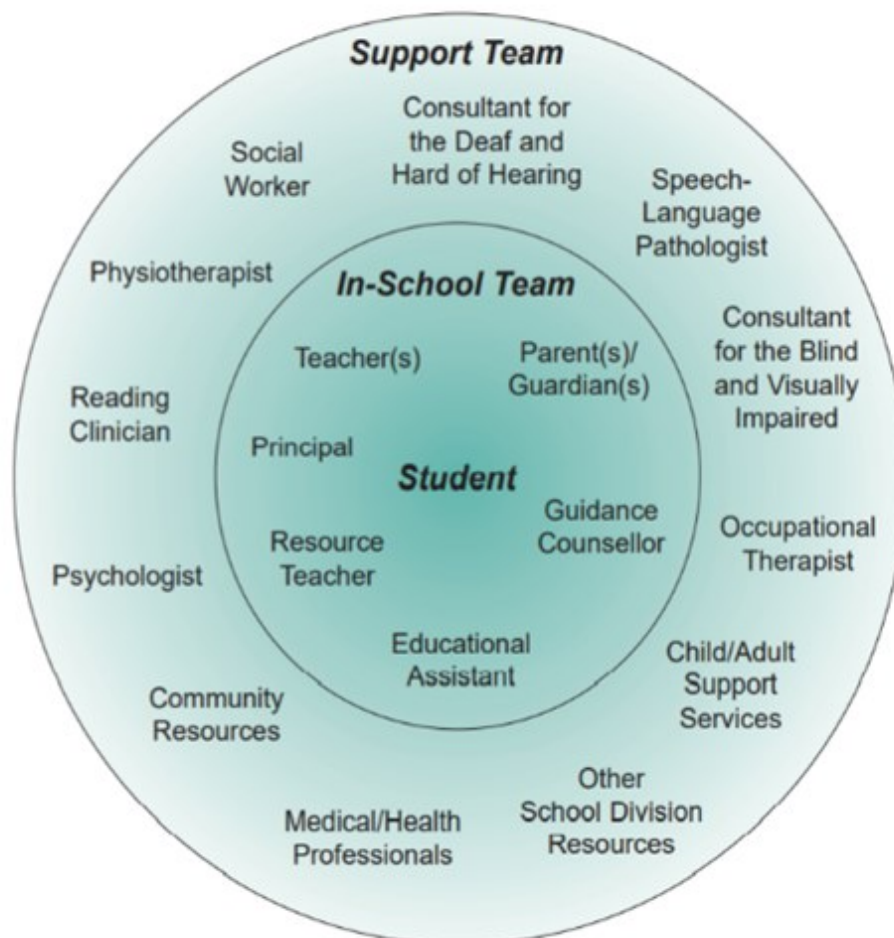 Support Team
Consultant for
the Deaf and
Hard of Hearing
Social
Worker
Speech-
Language
Pathologist
Physiotherapist
In-School Team
Consultant
for the Blind
and Visually
Impaired
Teacher(s)
Parent(s)/
Guardian(s)
Reading
Clinician
Principal
Student
Guidance
Counsellor
Occupational
Therapist
Resource
Teacher
Psychologist
Educational
Assistant
Child/Adult
Support
Services
Community
Resources
Other
School Division
Resources
Medical/Health
Professionals